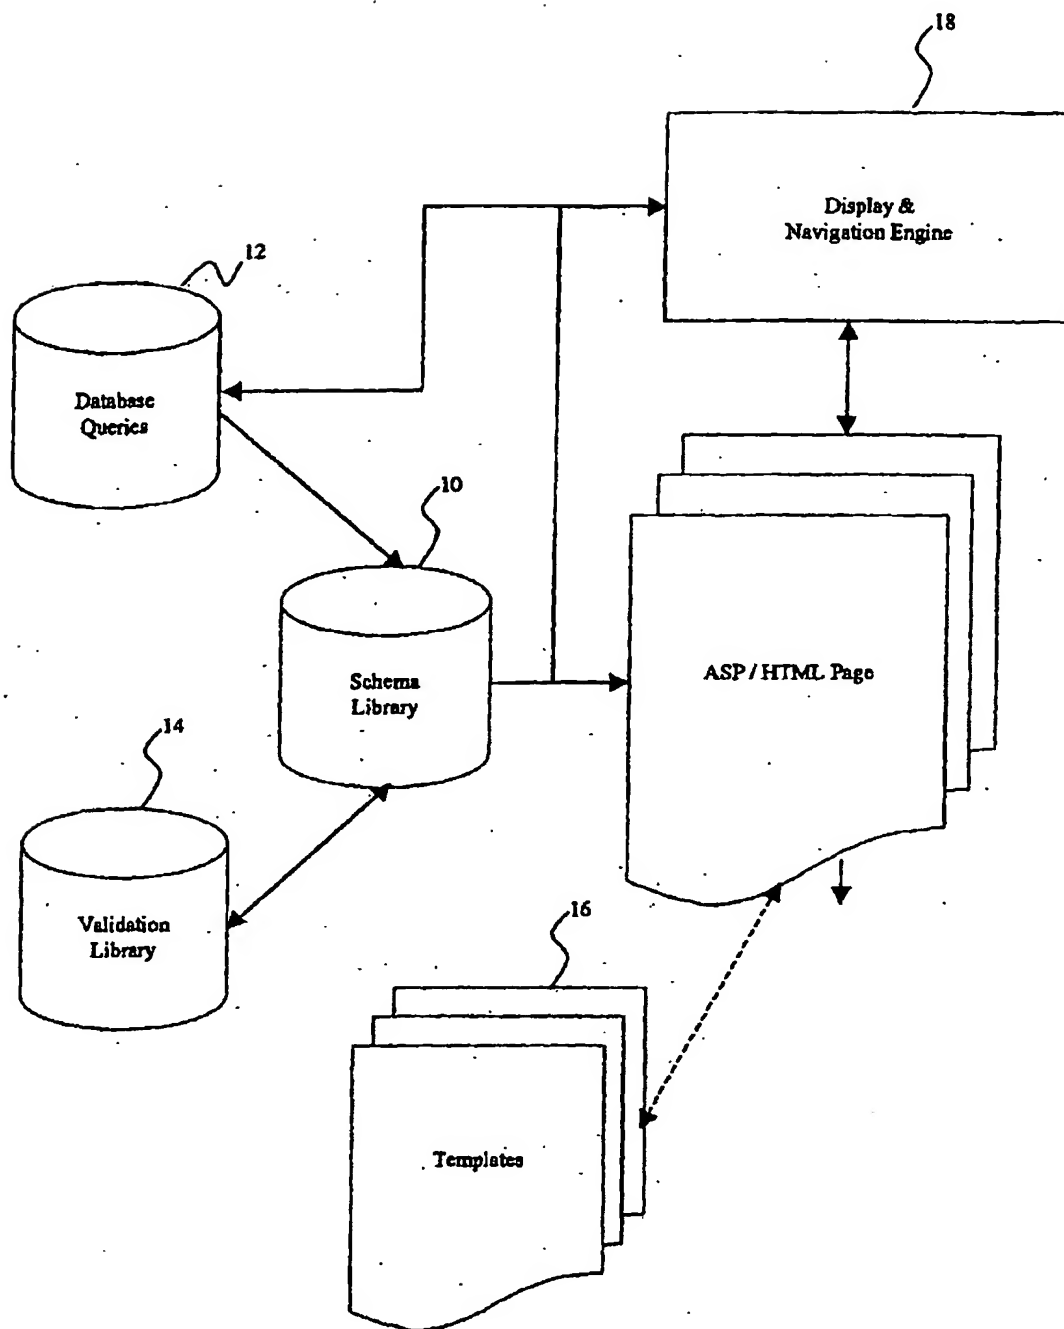 18
Display &
Navigation Engine
12
Database
Queries
10
Schema
Library
ASP / HTML Page
14
Validation
Library
16
Templates